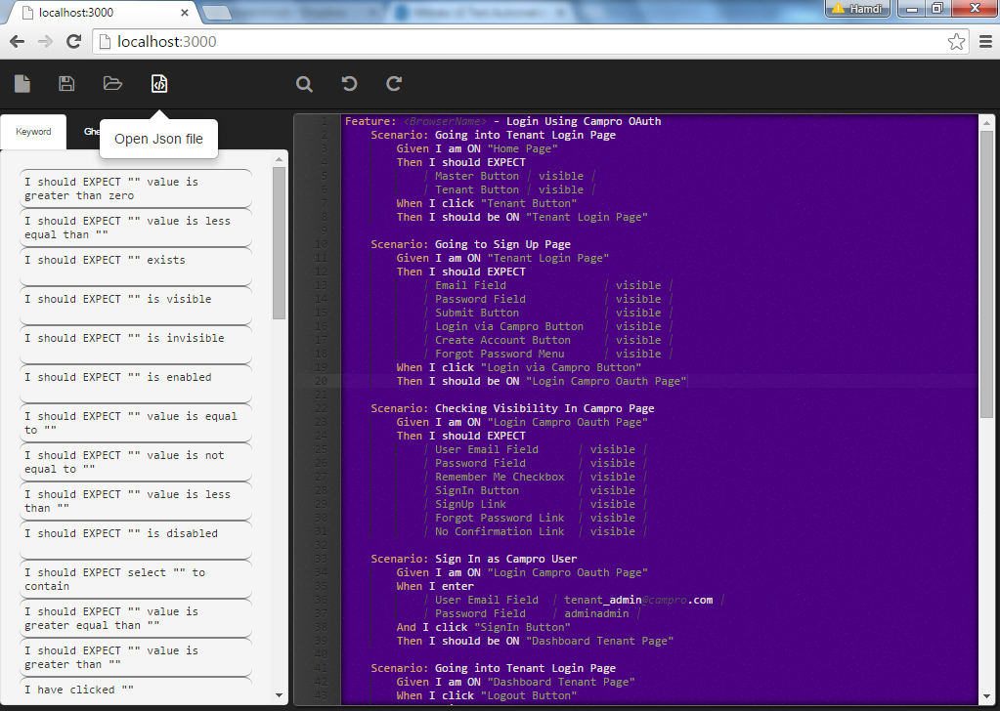 localhost:3000
Hamdi
localhost:3000
Open Json file
Keyword
Ghe
I should EXPECT "" value is
greater than zero
I should EXPECT "" value is less
equal than ""
I should EXPECT "" exists
I should EXPECT "" is visible
I should EXPECT "" is invisible
I should EXPECT "" is enabled
I should EXPECT "" value is equal
to ""
I should EXPECT "" value is not
equal to ""
I should EXPECT "" value is less
than ""
I should EXPECT "" is disabled
I should EXPECT select "" to
contain
I should EXPECT "" value is
greater equal than ""
I should EXPECT "" value is
greater than ""
I have clicked ""
1 Feature: <BrowserName> - Login Using Campro OAuth
2 Scenario: Going into Tenant Login Page
3 Given I am ON "Home Page"
4 Then I should EXPECT
5 | Master Button | visible |
6 | Tenant Button | visible |
7 When I click "Tenant Button"
8 Then I should be ON "Tenant Login Page"
9
10 Scenario: Going to Sign Up Page
11 Given I am ON "Tenant Login Page"
12 Then I should EXPECT
13 | Email Field | visible |
14 | Password Field | visible |
15 | Submit Button | visible |
16 | Login via Campro Button | visible |
17 | Create Account Button | visible |
18 | Forgot Password Menu | visible |
19 When I click "Login via Campro Button"
20 Then I should be ON "Login Campro Oauth Page"
21
22 Scenario: Checking Visibility In Campro Page
23 Given I am ON "Login Campro Oauth Page"
24 Then I should EXPECT
25 | User Email Field | visible |
26 | Password Field | visible |
27 | Remember Me Checkbox | visible |
28 | SignIn Button | visible |
29 | SignUp Link | visible |
30 | Forgot Password Link | visible |
31 | No Confirmation Link | visible |
32
33 Scenario: Sign In as Campro User
34 Given I am ON "Login Campro Oauth Page"
35 When I enter
36 | User Email Field | tenant_admin@campro.com |
37 | Password Field | adminadmin |
38 And I click "SignIn Button"
39 Then I should be ON "Dashboard Tenant Page"
40
41 Scenario: Going into Tenant Login Page
42 Given I am ON "Dashboard Tenant Page"
43 When I click "Logout Button"